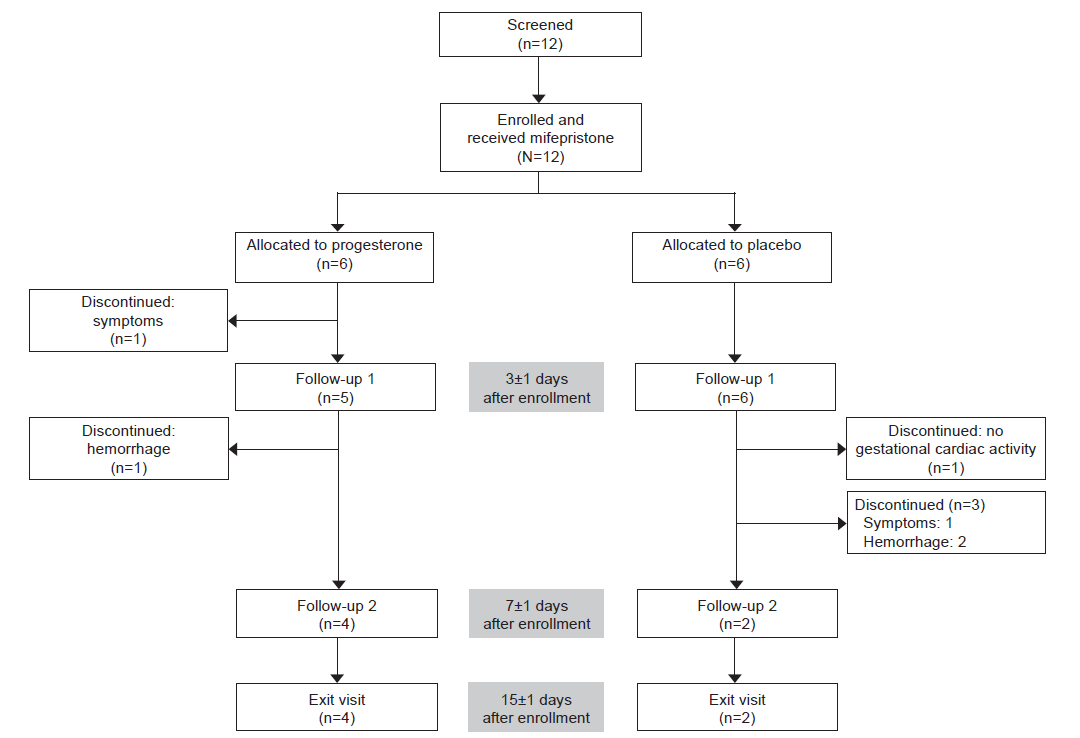 Screened
(n=12)
Enrolled and
received mifepristone
(N=12)
Allocated to progesterone
(n=6)
Allocated to placebo
(n=6)
Discontinued:
symptoms
(n=1)
Follow-up 1
(n=5)
3±1 days
after enrollment
Follow-up 1
(n=6)
Discontinued:
hemorrhage
(n=1)
Discontinued: no
gestational cardiac activity
(n=1)
Discontinued (n=3)
Symptoms: 1
Hemorrhage: 2
Follow-up 2
(n=4)
7±1 days
after enrollment
Follow-up 2
(n=2)
Exit visit
(n=4)
15±1 days
after enrollment
Exit visit
(n=2)